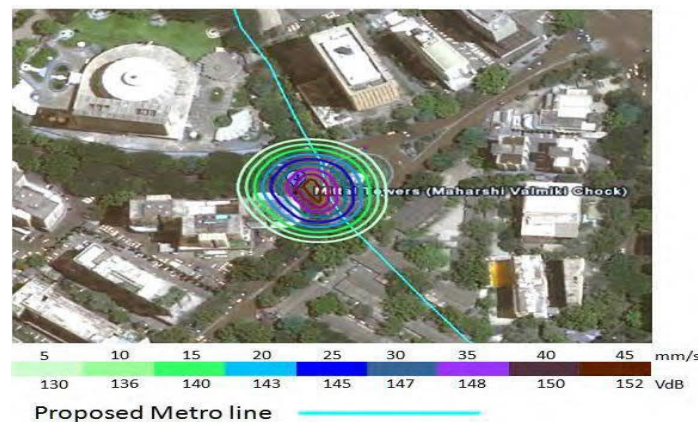 Mittal Towers (Maharshi Valmiki Chock)
5 10 15 20 25 30 35 40 45 mm/s
130 136 140 143 145 147 148 150 152 VdB
Proposed Metro line